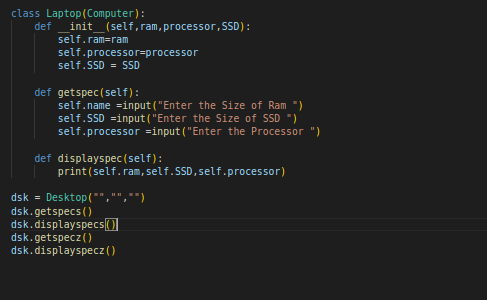 class Laptop(Computer):
    def __init__(self,ram,processor,SSD):
        self.ram=ram
        self.processor=processor
        self.SSD = SSD

    def getspec(self):
        self.name =input("Enter the Size of Ram ")
        self.SSD =input("Enter the Size of SSD ")
        self.processor =input("Enter the Processor ")

    def displayspec(self):
        print(self.ram,self.SSD,self.processor)

dsk = Desktop("","","")
dsk.getspecs()
dsk.displayspecs()
dsk.getspecz()
dsk.displayspecz()